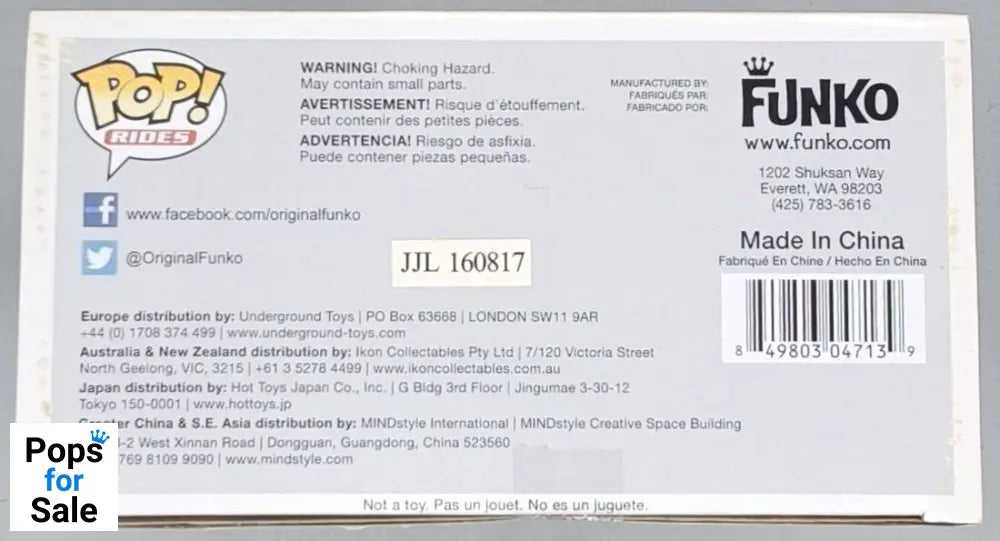 POP!
RIDES
WARNING! Choking Hazard.
May contain small parts.
AVERTISSEMENT! Risque d'étouffement.
Peut contenir des petites pièces.
ADVERTENCIA! Riesgo de asfixia.
Puede contener piezas pequeñas.
MANUFACTURED BY:
FABRIQUÉS PAR:
FABRICADO POR:
FUNKO
www.funko.com
1202 Shuksan Way
Everett, WA 98203
(425) 783-3616
f www.facebook.com/originalfunko
@OriginalFunko
JJL 160817
Made In China
Fabriqué En Chine / Hecho En China
8 49803 04713 9
Europe distribution by: Underground Toys | PO Box 63668 | LONDON SW11 9AR
+44 (0) 1708 374 499 | www.underground-toys.com
Australia & New Zealand distribution by: Ikon Collectables Pty Ltd | 7/120 Victoria Street
North Geelong, VIC, 3215 | +61 3 5278 4499 | www.ikoncollectables.com.au
Japan distribution by: Hot Toys Japan Co., Inc. | G Bldg 3rd Floor | Jingumae 3-30-12
Tokyo 150-0001 | www.hottoys.jp
Greater China & S.E. Asia distribution by: MINDstyle International | MINDstyle Creative Space Building
-2 West Xinnan Road | Dongguan, Guangdong, China 523560
769 8109 9090 | www.mindstyle.com
Not a toy. Pas un jouet. No es un juguete.
Pops
for
Sale